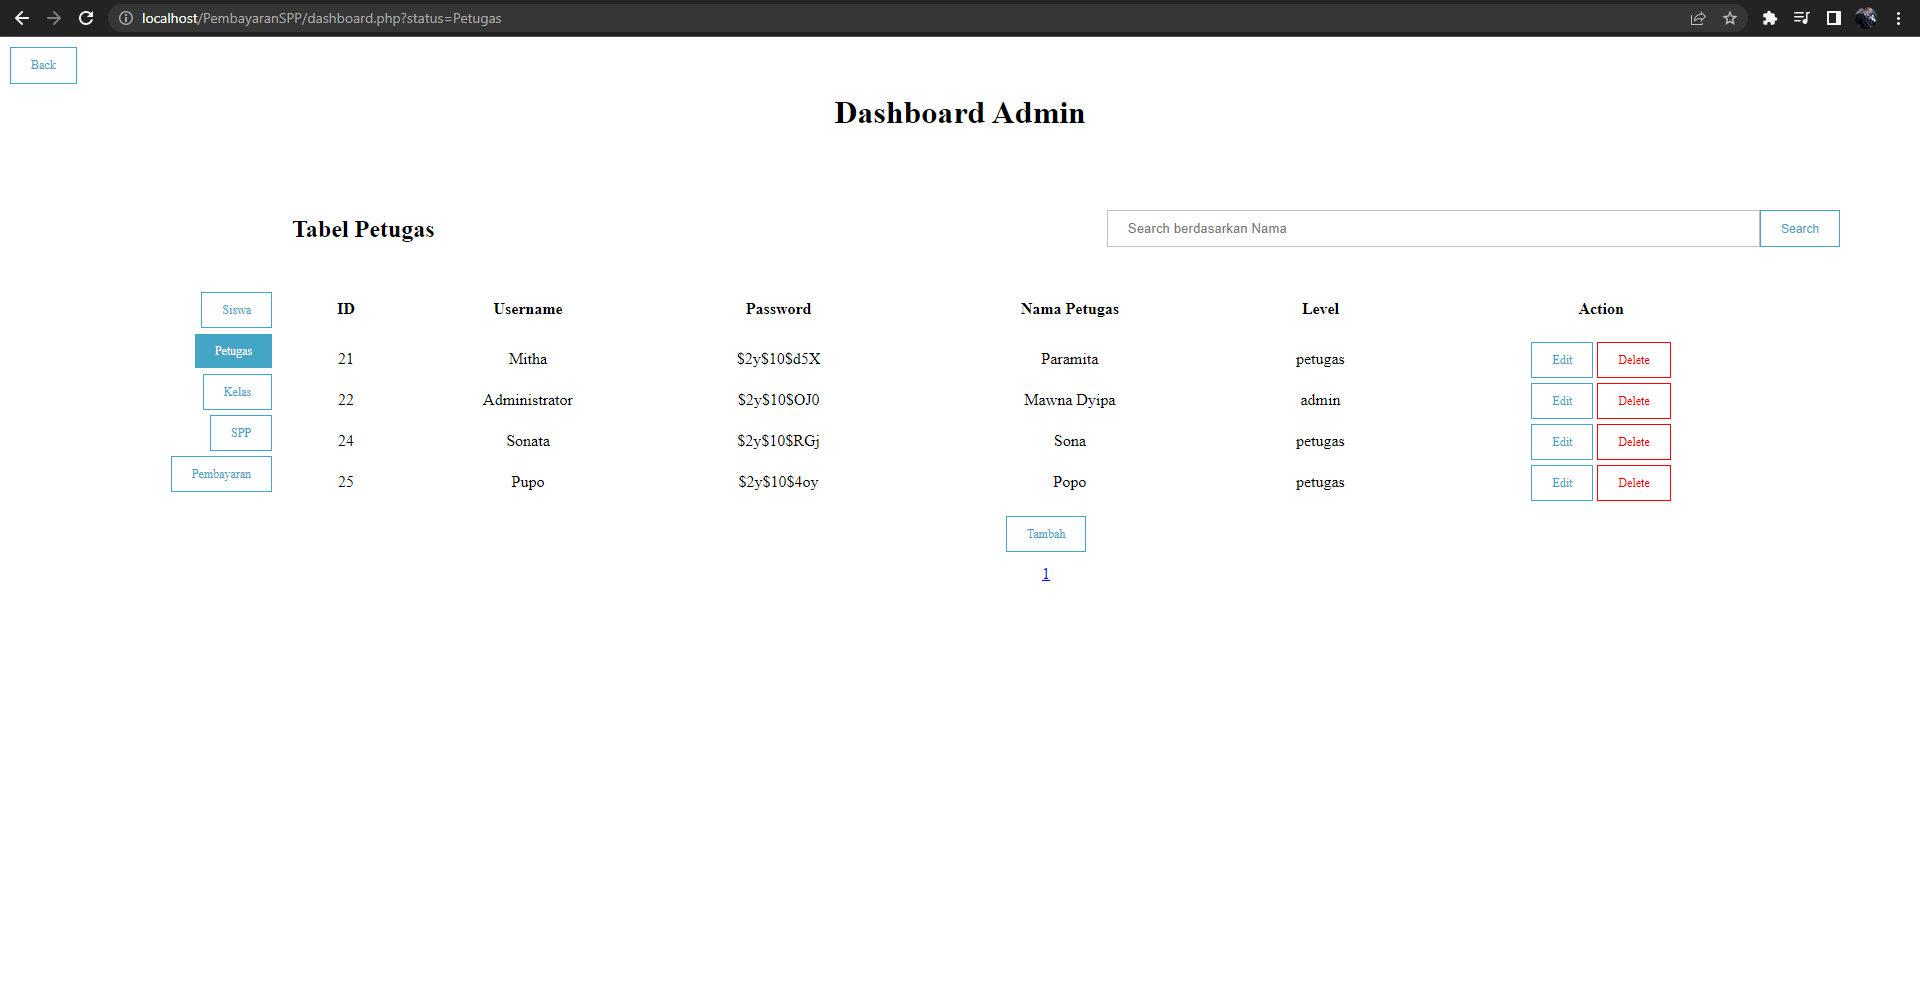 localhost/PembayaranSPP/dashboard.php?status=Petugas
Back
Dashboard Admin
Tabel Petugas
Search berdasarkan Nama Search
Siswa
Petugas
Kelas
SPP
Pembayaran
ID Username Password Nama Petugas Level Action
21 Mitha $2y$10$d5X Paramita petugas Edit Delete
22 Administrator $2y$10$OJ0 Mawna Dyipa admin Edit Delete
24 Sonata $2y$10$RGj Sona petugas Edit Delete
25 Pupo $2y$10$4oy Popo petugas Edit Delete
Tambah
1